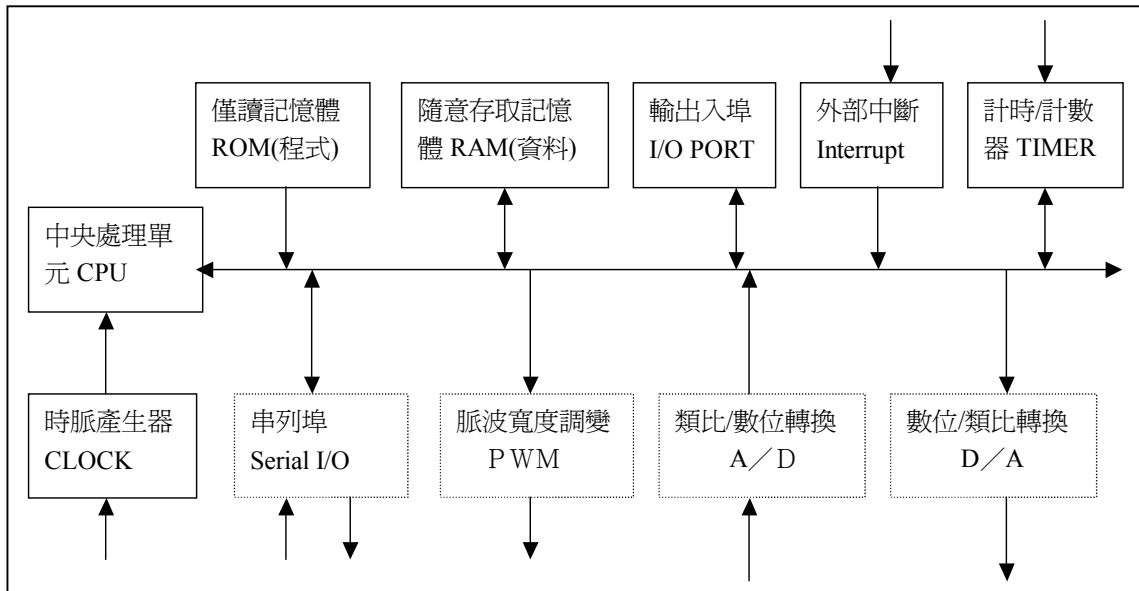 僅讀記憶體
ROM(程式)
隨意存取記憶
體 RAM(資料)
輸出入埠
I/O PORT
外部中斷
Interrupt
計時/計數
器 TIMER
中央處理單
元 CPU
時脈產生器
CLOCK
串列埠
Serial I/O
脈波寬度調變
ＰＷＭ
類比/數位轉換
A／D
數位/類比轉換
D／A